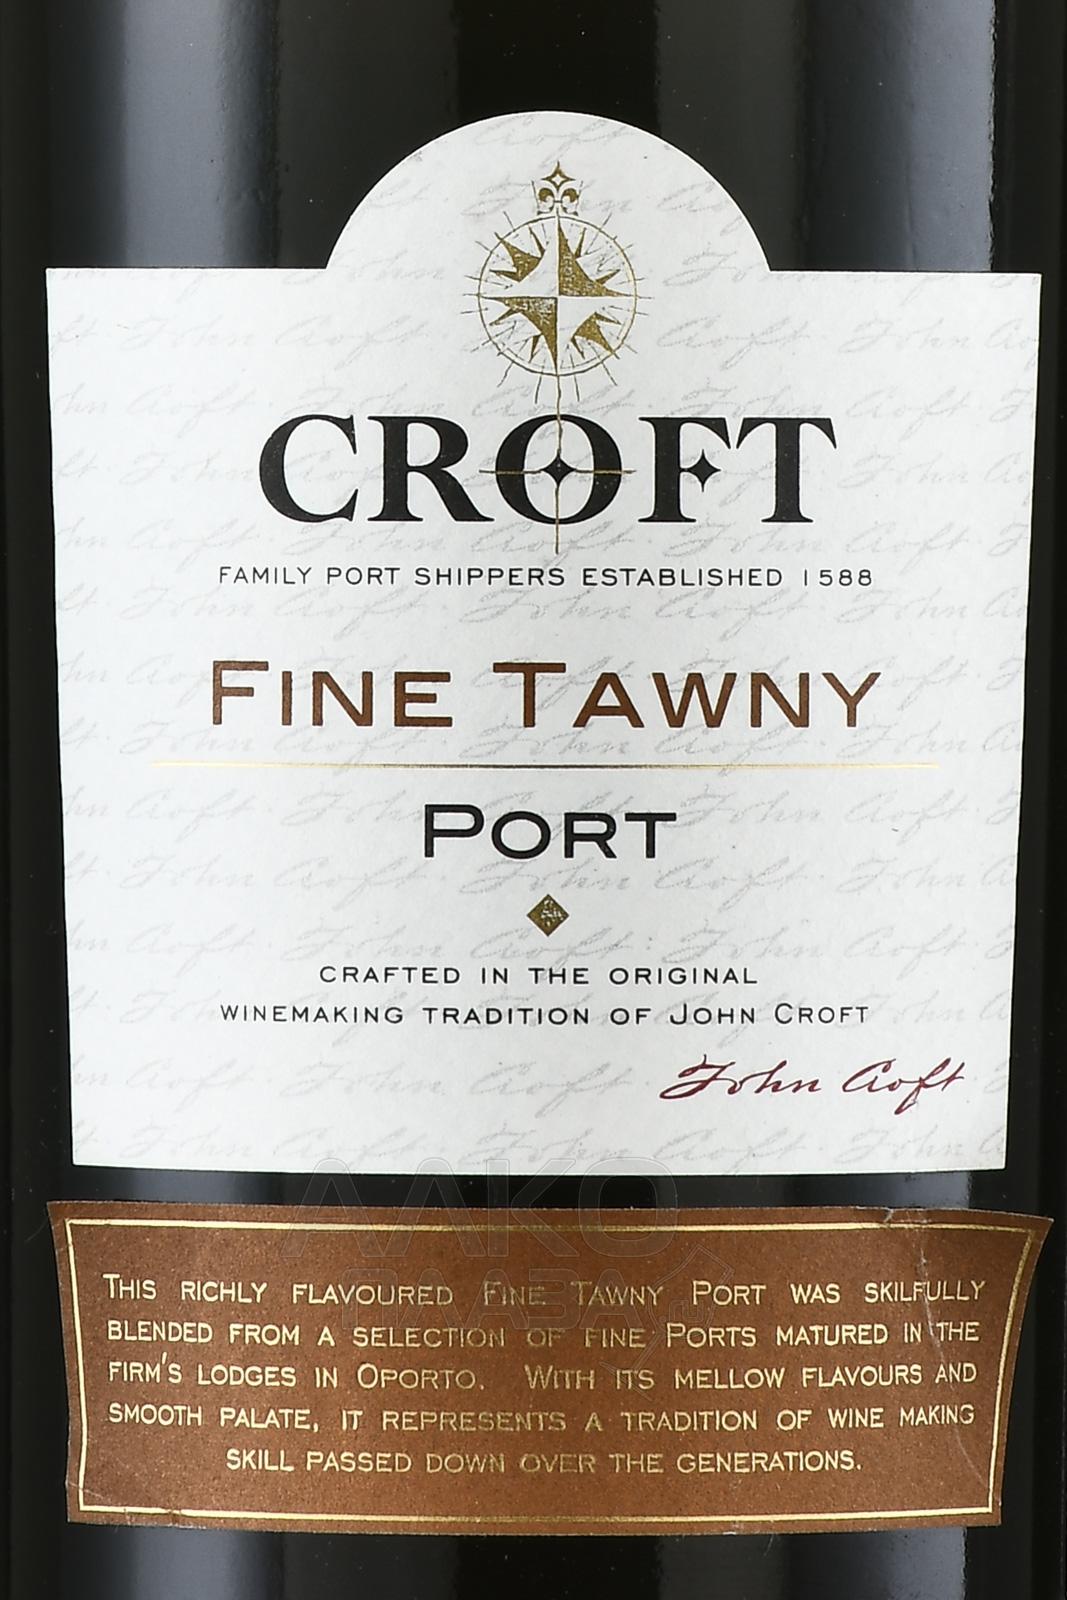 CROFT
FAMILY PORT SHIPPERS ESTABLISHED 1588
FINE TAWNY
PORT
CRAFTED IN THE ORIGINAL
WINEMAKING TRADITION OF JOHN CROFT
John Croft
THIS RICHLY FLAVOURED FINE TAWNY PORT WAS SKILFULLY
BLENDED FROM A SELECTION OF FINE PORTS MATURED IN THE
FIRM'S LODGES IN OPORTO. WITH ITS MELLOW FLAVOURS AND
SMOOTH PALATE, IT REPRESENTS A TRADITION OF WINE MAKING
SKILL PASSED DOWN OVER THE GENERATIONS.